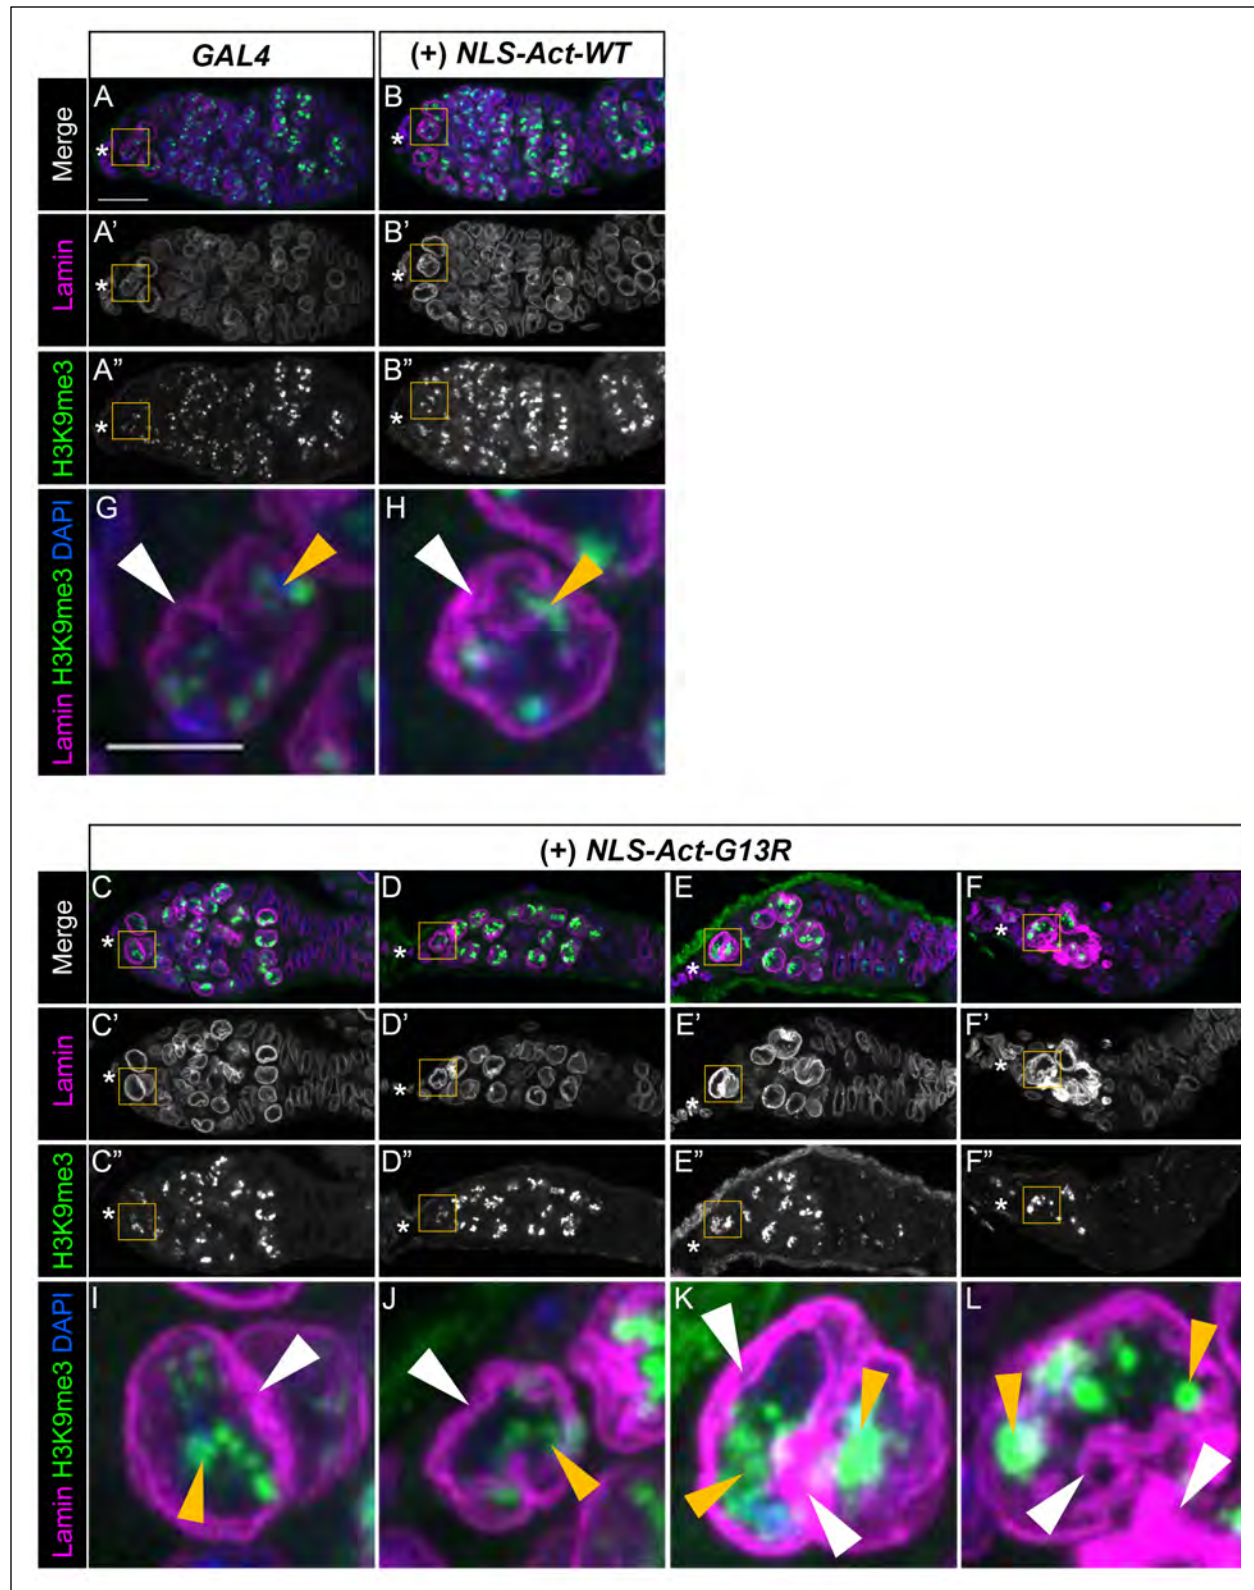 GAL4 (+) NLS-Act-WT
Merge A * B *
Lamin A' * B' *
H3K9me3 A" * B" *
Lamin H3K9me3 DAPI G H
(+) NLS-Act-G13R
Merge C * D * E * F *
Lamin C' * D' * E' * F' *
H3K9me3 C" * D" * E" * F" *
Lamin H3K9me3 DAPI I J K L